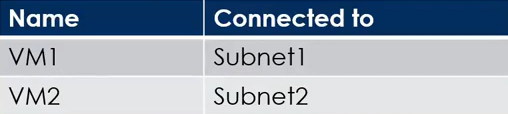 Name Connected to
VM1 Subnet1
VM2 Subnet2